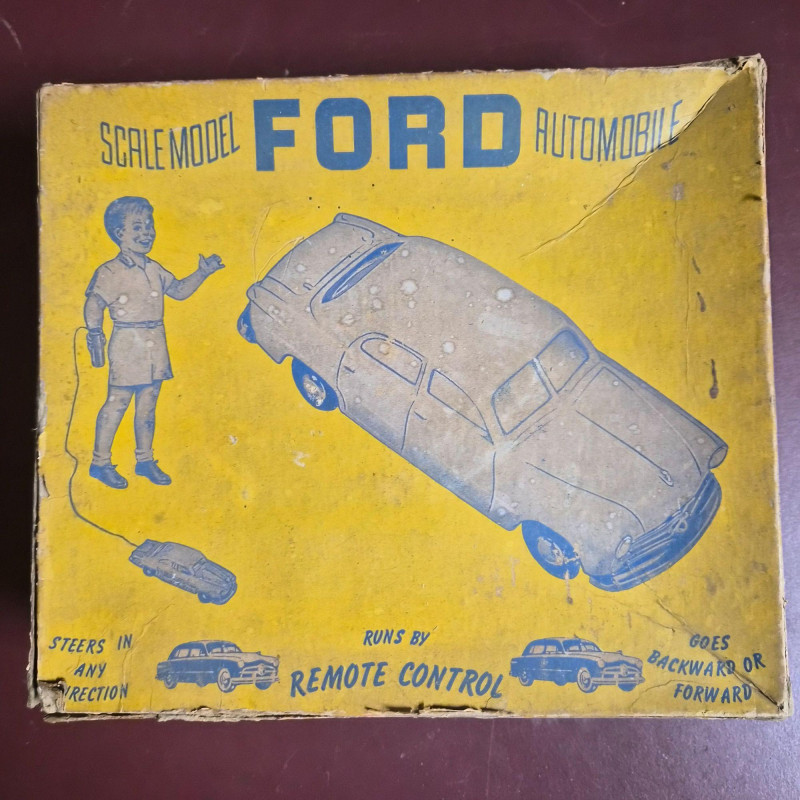 SCALE MODEL FORD AUTOMOBILE
STEERS IN
ANY
DIRECTION
RUNS BY
REMOTE CONTROL
GOES
BACKWARD OR
FORWARD